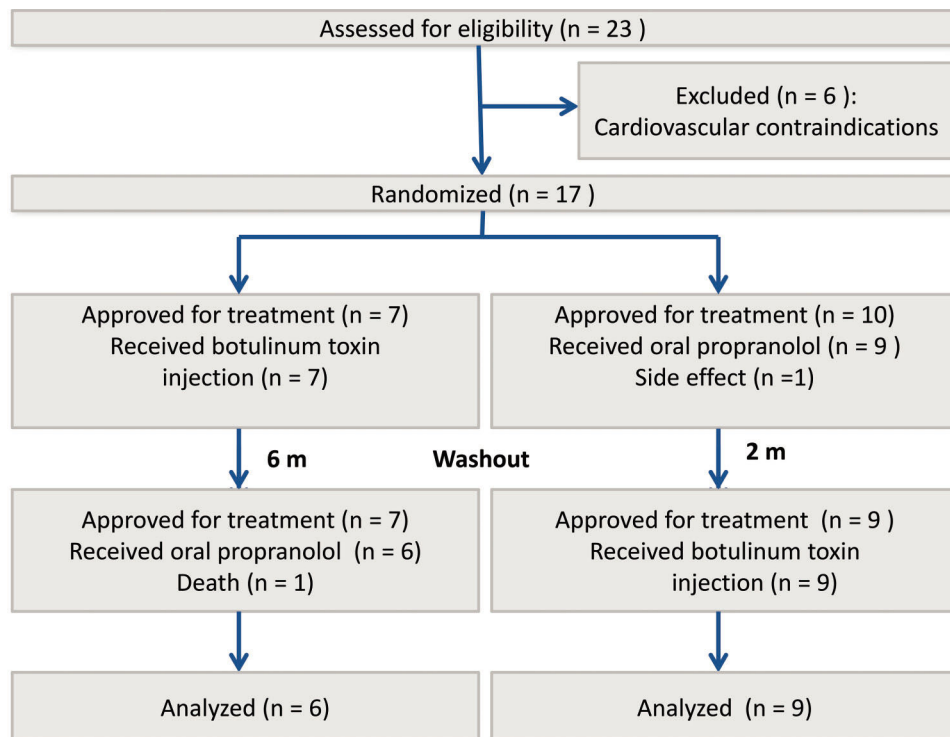 Assessed for eligibility (n = 23 )
Excluded (n = 6 ):
Cardiovascular contraindications
Randomized (n = 17 )
Approved for treatment (n = 7)
Received botulinum toxin
injection (n = 7)
Approved for treatment (n = 10)
Received oral propranolol (n = 9 )
Side effect (n =1)
6 m
Washout
2 m
Approved for treatment (n = 7)
Received oral propranolol (n = 6)
Death (n = 1)
Approved for treatment (n = 9 )
Received botulinum toxin
injection (n = 9)
Analyzed (n = 6)
Analyzed (n = 9)